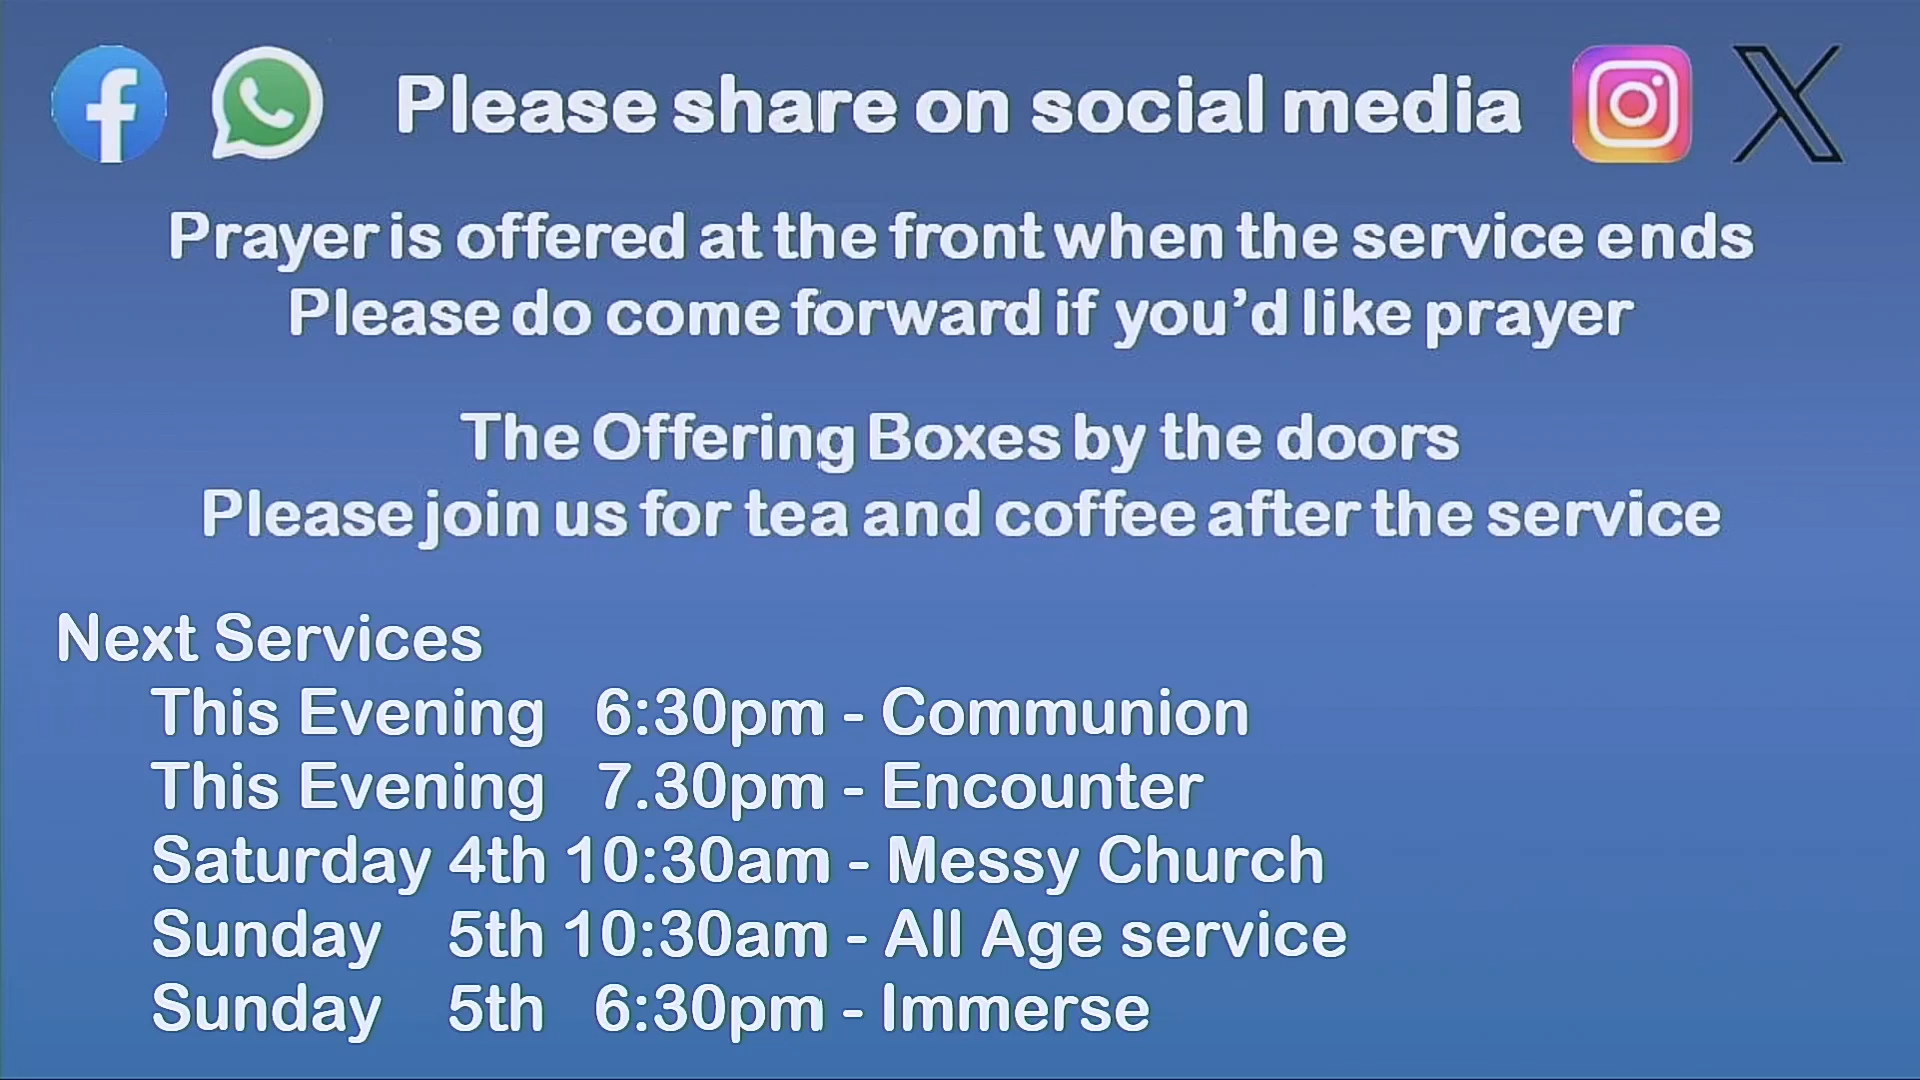 Please share on social media
Prayer is offered at the front when the service ends
Please do come forward if you’d like prayer
The Offering Boxes by the doors
Please join us for tea and coffee after the service
Next Services
This Evening 6:30pm - Communion
This Evening 7.30pm - Encounter
Saturday 4th 10:30am - Messy Church
Sunday 5th 10:30am - All Age service
Sunday 5th 6:30pm - Immerse